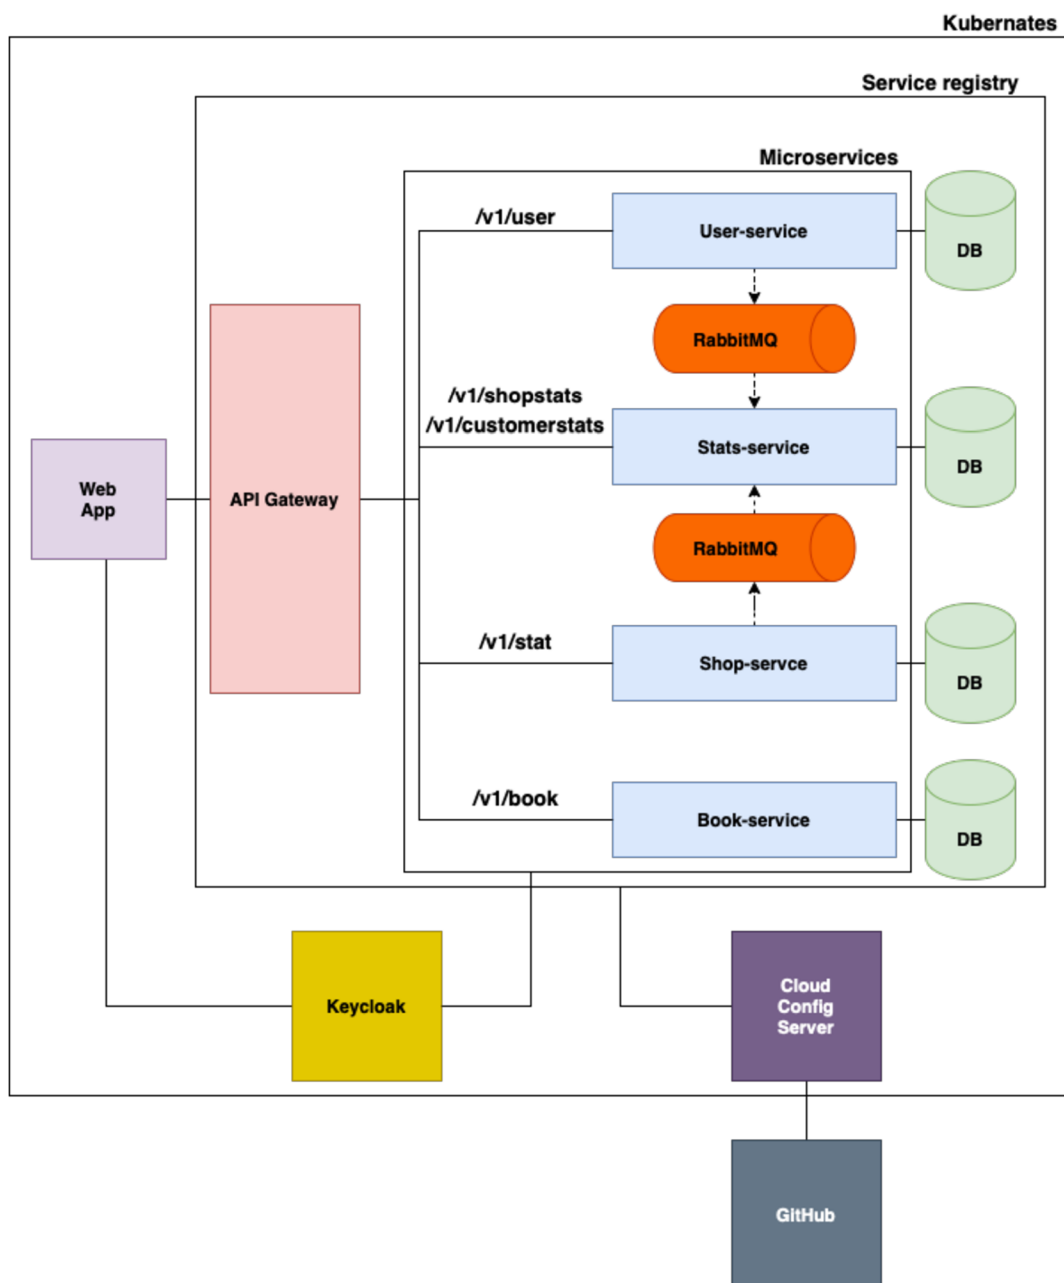 Kubernates
Service registry
Microservices
/v1/user
User-service
DB
RabbitMQ
/v1/shopstats
/v1/customerstats
Stats-service
DB
Web
App
API Gateway
RabbitMQ
/v1/stat
Shop-servce
DB
/v1/book
Book-service
DB
Keycloak
Cloud
Config
Server
GitHub